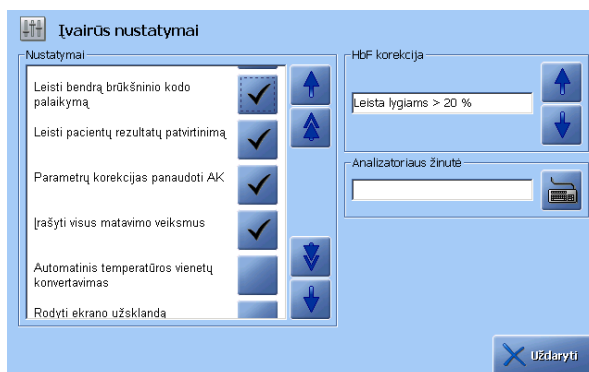 Įvairūs nustatymai
Nustatymai
Leisti bendrą brūkšninio kodo
palaikymą
Leisti pacientų rezultatų patvirtinimą
Parametrų korekcijas panaudoti AK
Įrašyti visus matavimo veiksmus
Automatinis temperatūros vienetų
konvertavimas
Rodyti ekrano užsklandą
HbF korekcija
Leista lygiams > 20 %
Analizatoriaus žinutė
Uždaryti